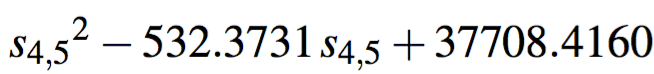 s₄,₅² − 532.3731 s₄,₅ + 37708.4160